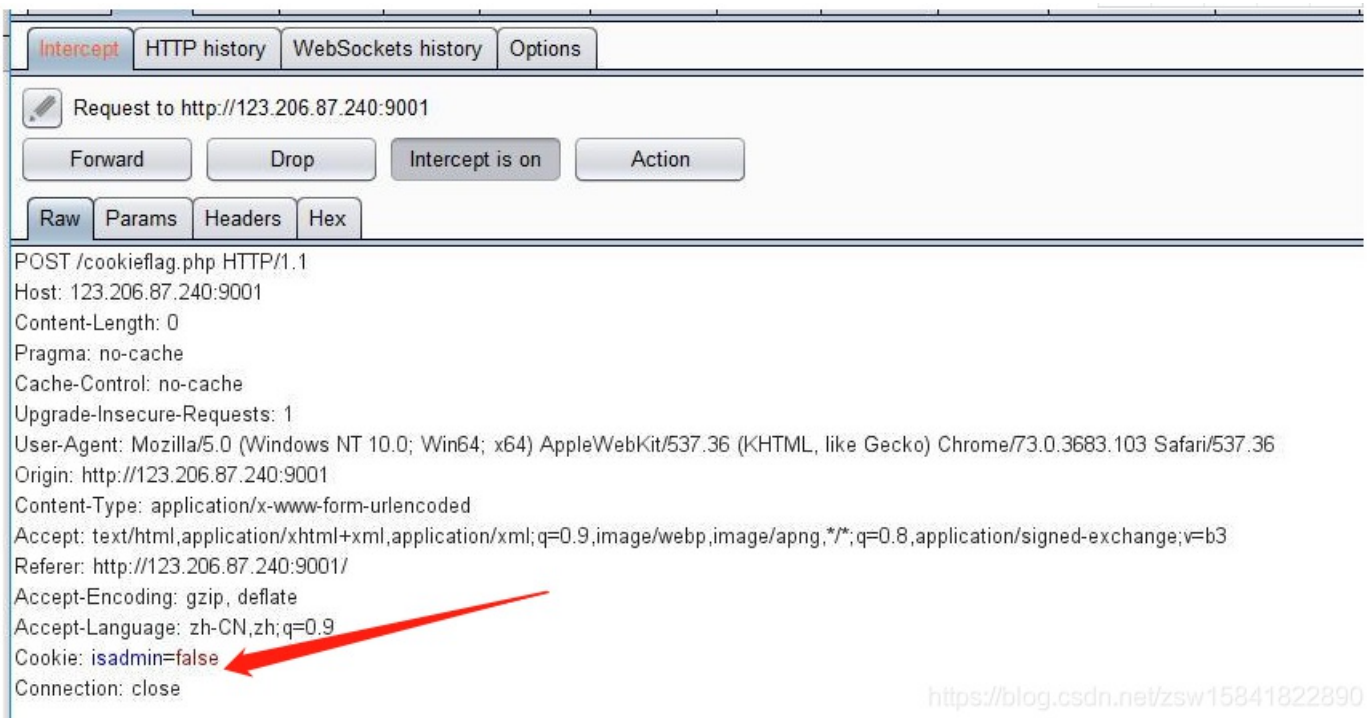 Intercept HTTP history WebSockets history Options
Request to http://123.206.87.240:9001
Forward Drop Intercept is on Action
Raw Params Headers Hex
POST /cookieflag.php HTTP/1.1
Host: 123.206.87.240:9001
Content-Length: 0
Pragma: no-cache
Cache-Control: no-cache
Upgrade-Insecure-Requests: 1
User-Agent: Mozilla/5.0 (Windows NT 10.0; Win64; x64) AppleWebKit/537.36 (KHTML, like Gecko) Chrome/73.0.3683.103 Safari/537.36
Origin: http://123.206.87.240:9001
Content-Type: application/x-www-form-urlencoded
Accept: text/html,application/xhtml+xml,application/xml;q=0.9,image/webp,image/apng,*/*;q=0.8,application/signed-exchange;v=b3
Referer: http://123.206.87.240:9001/
Accept-Encoding: gzip, deflate
Accept-Language: zh-CN,zh;q=0.9
Cookie: isadmin=false
Connection: close
https://blog.csdn.net/zsw15841822890